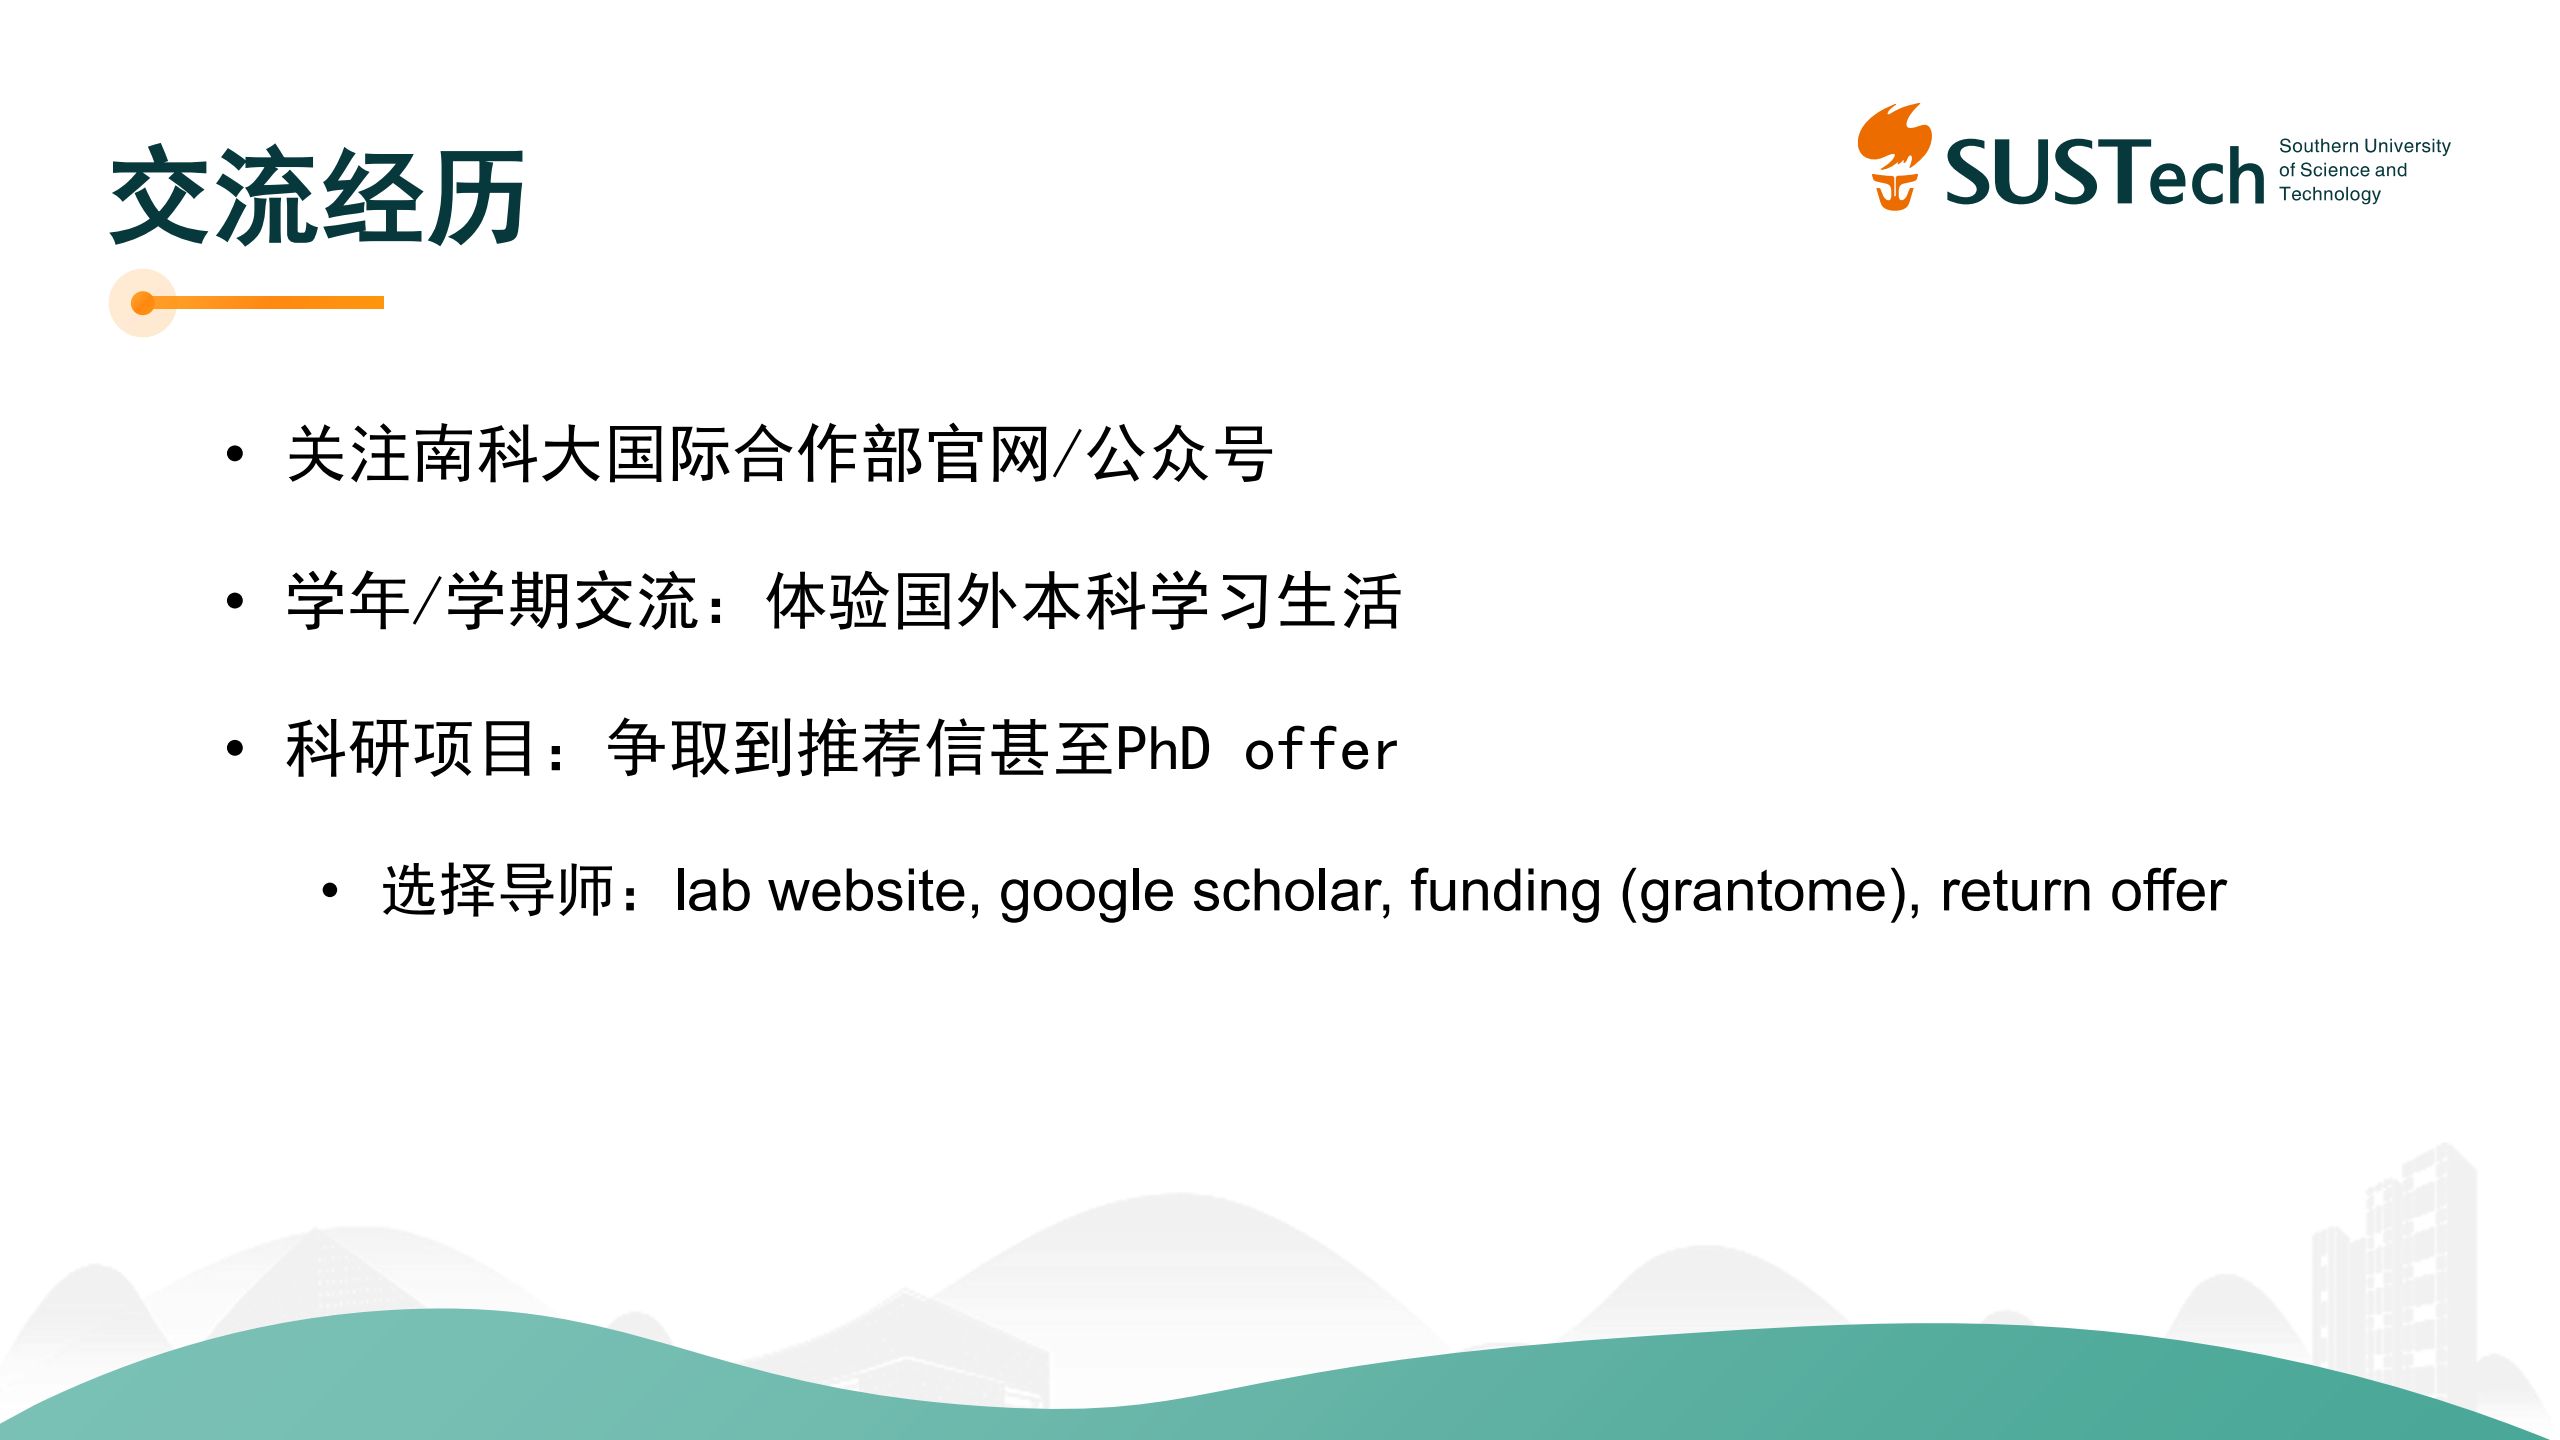 交流经历
SUSTech
Southern University
of Science and
Technology
• 关注南科大国际合作部官网/公众号
• 学年/学期交流：体验国外本科学习生活
• 科研项目：争取到推荐信甚至PhD offer
• 选择导师：lab website, google scholar, funding (grantome), return offer